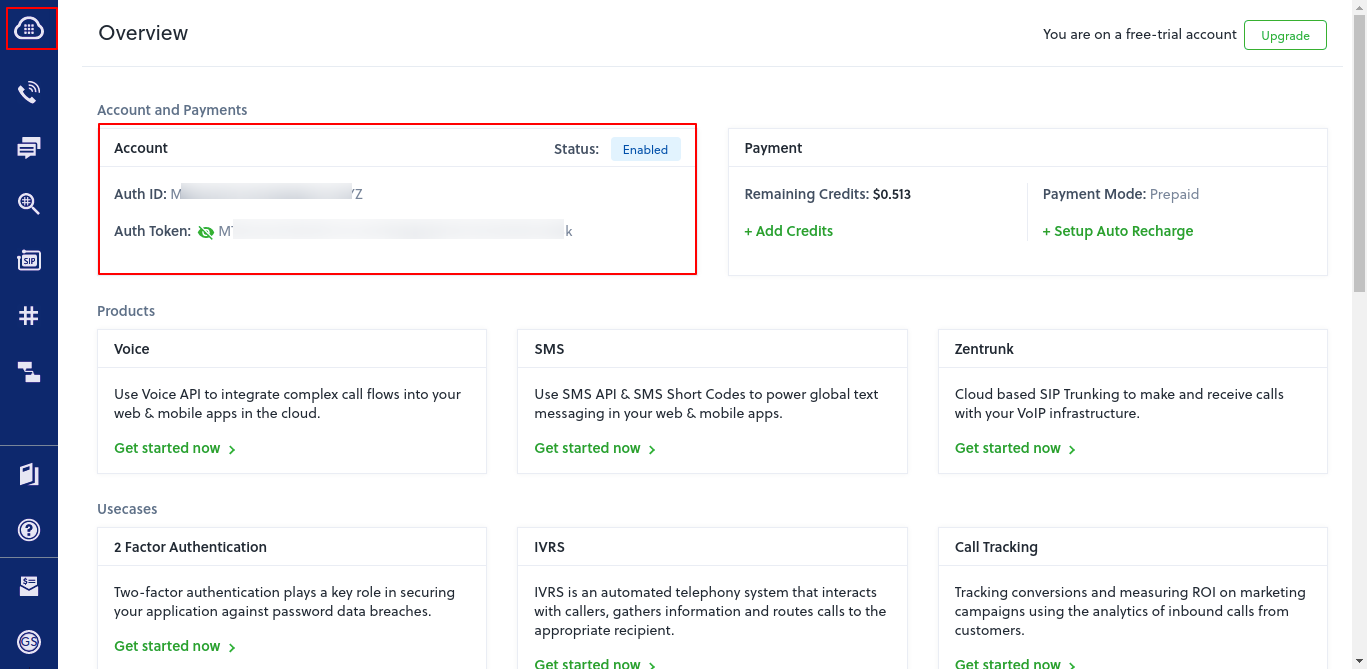 Overview
You are on a free-trial account
Upgrade
Account and Payments
Account
Status:
Enabled
Auth ID:
Auth Token:
Payment
Remaining Credits: $0.513
Payment Mode: Prepaid
+ Add Credits
+ Setup Auto Recharge
Products
Voice
Use Voice API to integrate complex call flows into your
web & mobile apps in the cloud.
Get started now
SMS
Use SMS API & SMS Short Codes to power global text
messaging in your web & mobile apps.
Get started now
Zentrunk
Cloud based SIP Trunking to make and receive calls
with your VoIP infrastructure.
Get started now
Usecases
2 Factor Authentication
Two-factor authentication plays a key role in securing
your application against password data breaches.
Get started now
IVRS
IVRS is an automated telephony system that interacts
with callers, gathers information and routes calls to the
appropriate recipient.
Get started now
Call Tracking
Tracking conversions and measuring ROI on marketing
campaigns using the analytics of inbound calls from
customers.
Get started now
SIP
GS